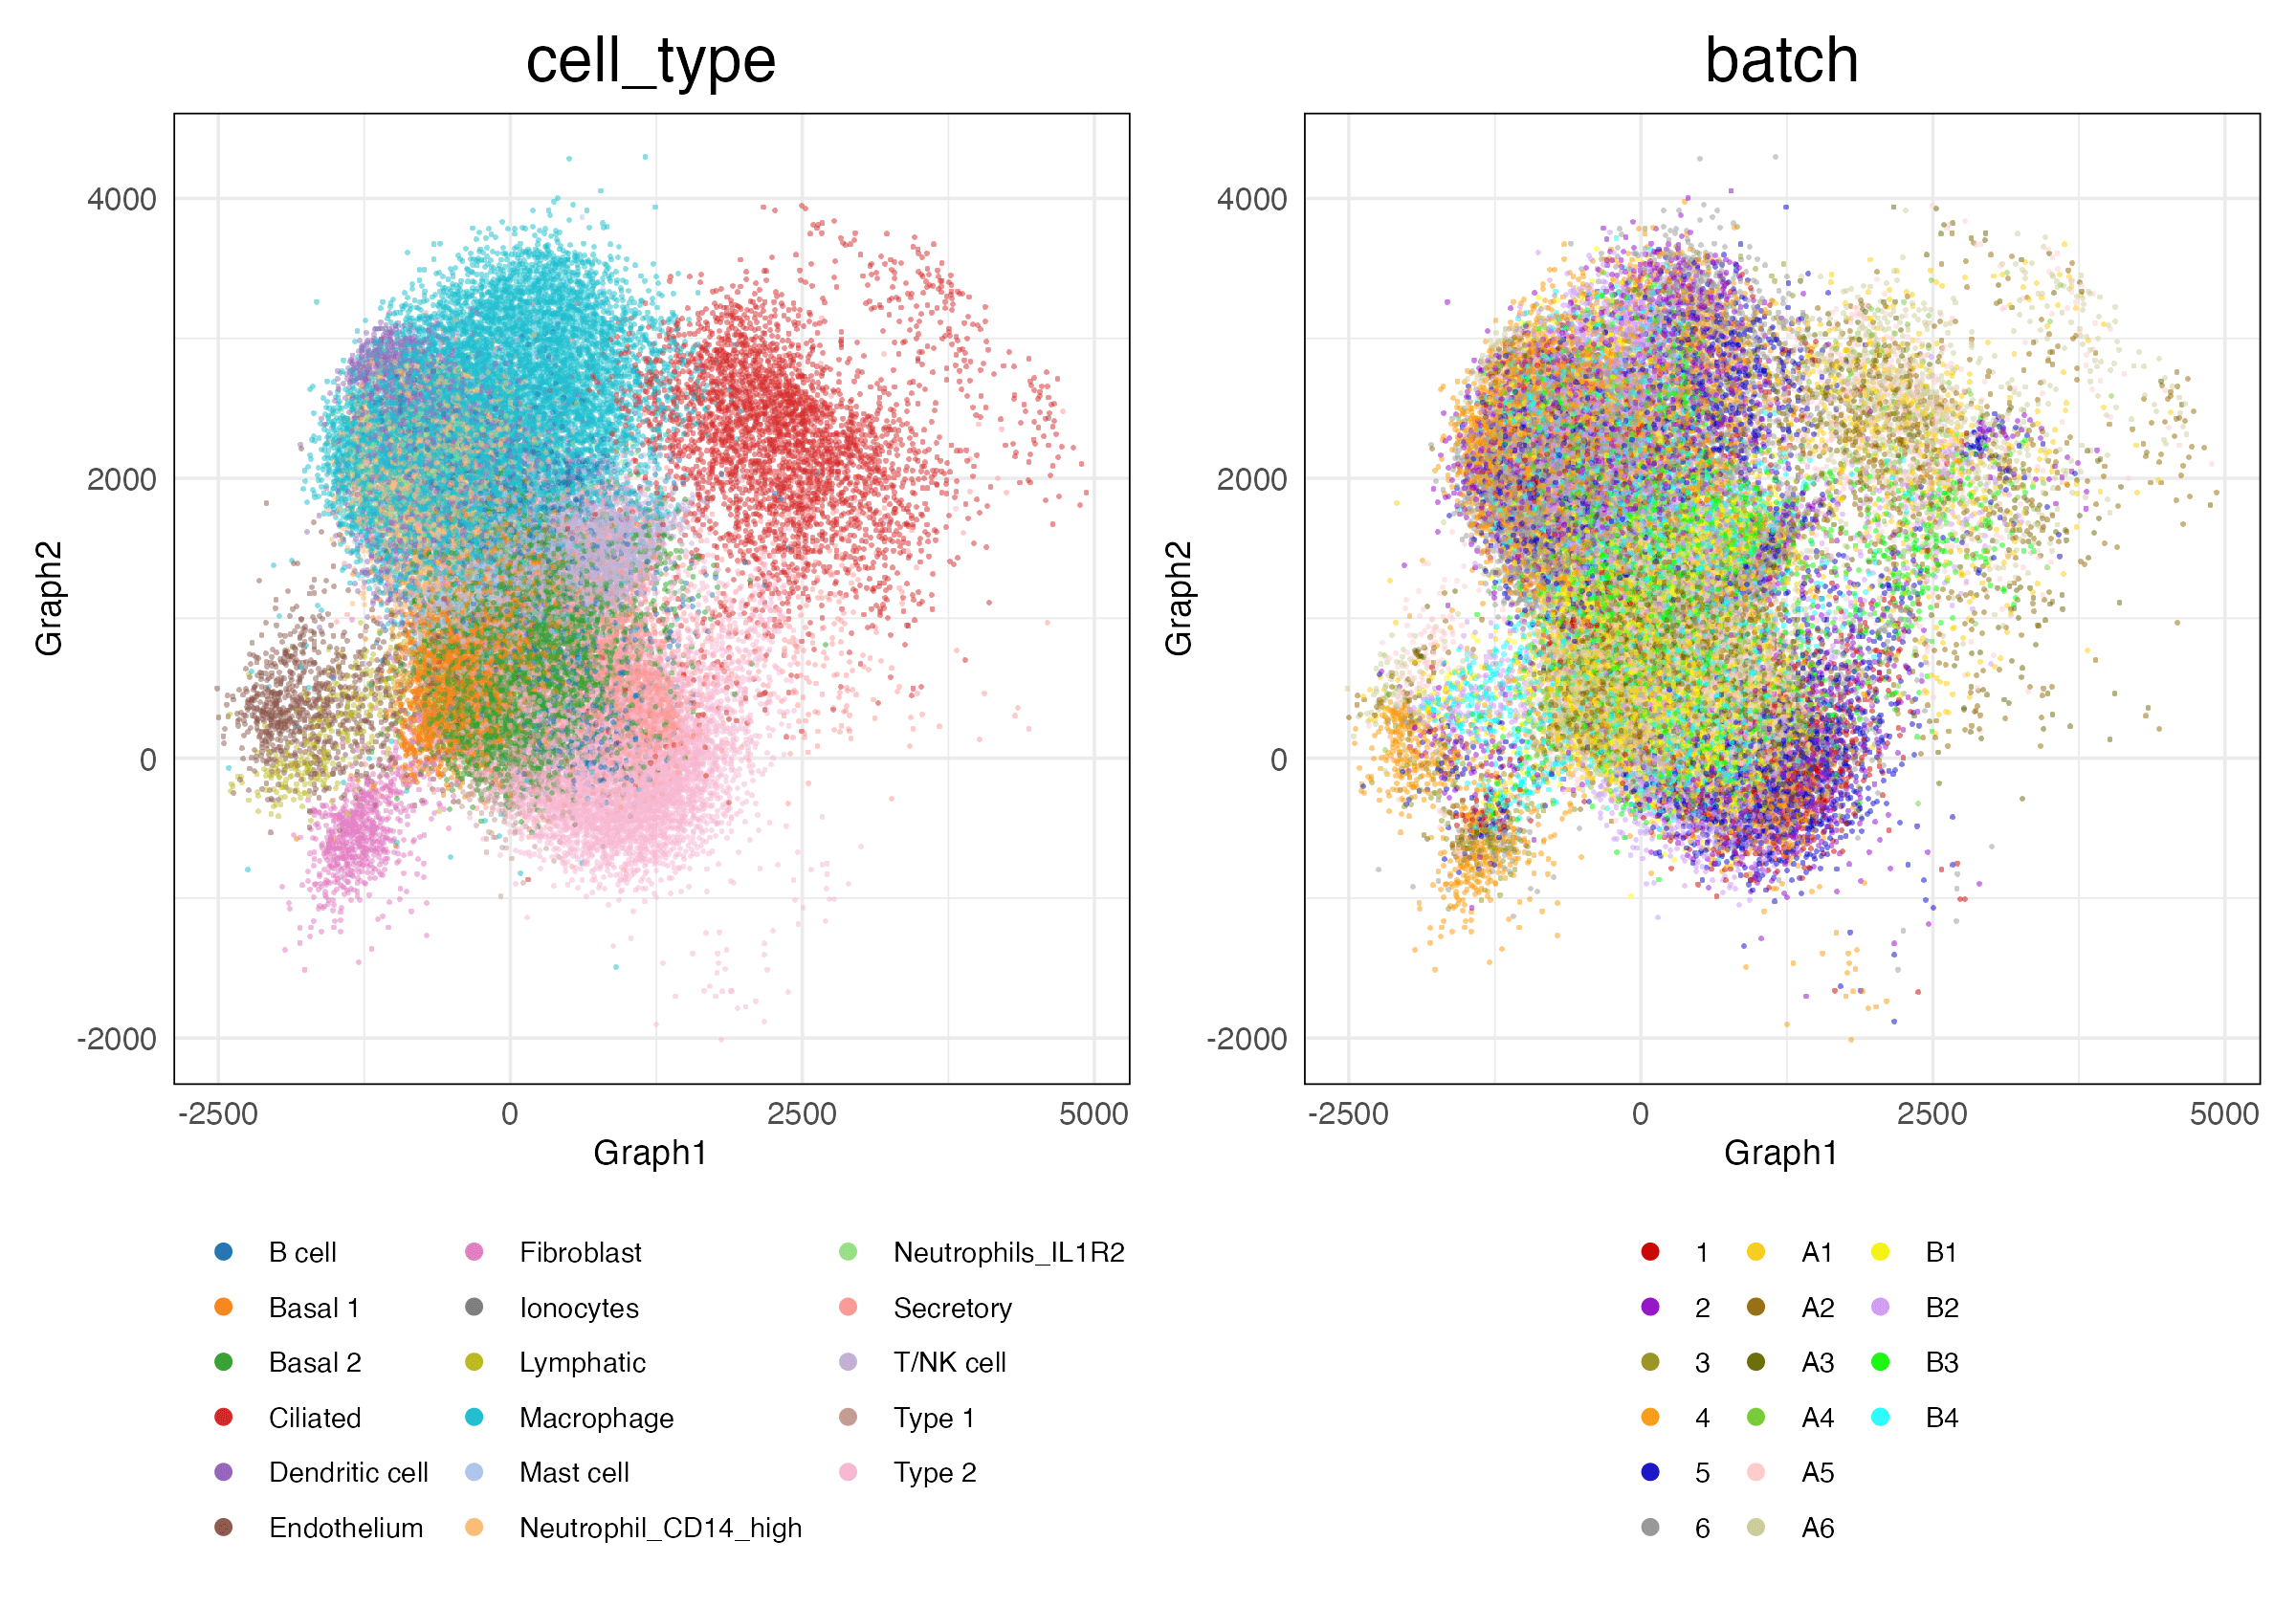 cell_type
batch
4000
2000
0
-2000
Graph2
-2500
0
2500
5000
Graph1
4000
2000
0
-2000
Graph2
-2500
0
2500
5000
Graph1
B cell
Basal 1
Basal 2
Ciliated
Dendritic cell
Endothelium
Fibroblast
Ionocytes
Lymphatic
Macrophage
Mast cell
Neutrophil_CD14_high
Neutrophils_IL1R2
Secretory
T/NK cell
Type 1
Type 2
1
2
3
4
5
6
A1
A2
A3
A4
A5
A6
B1
B2
B3
B4